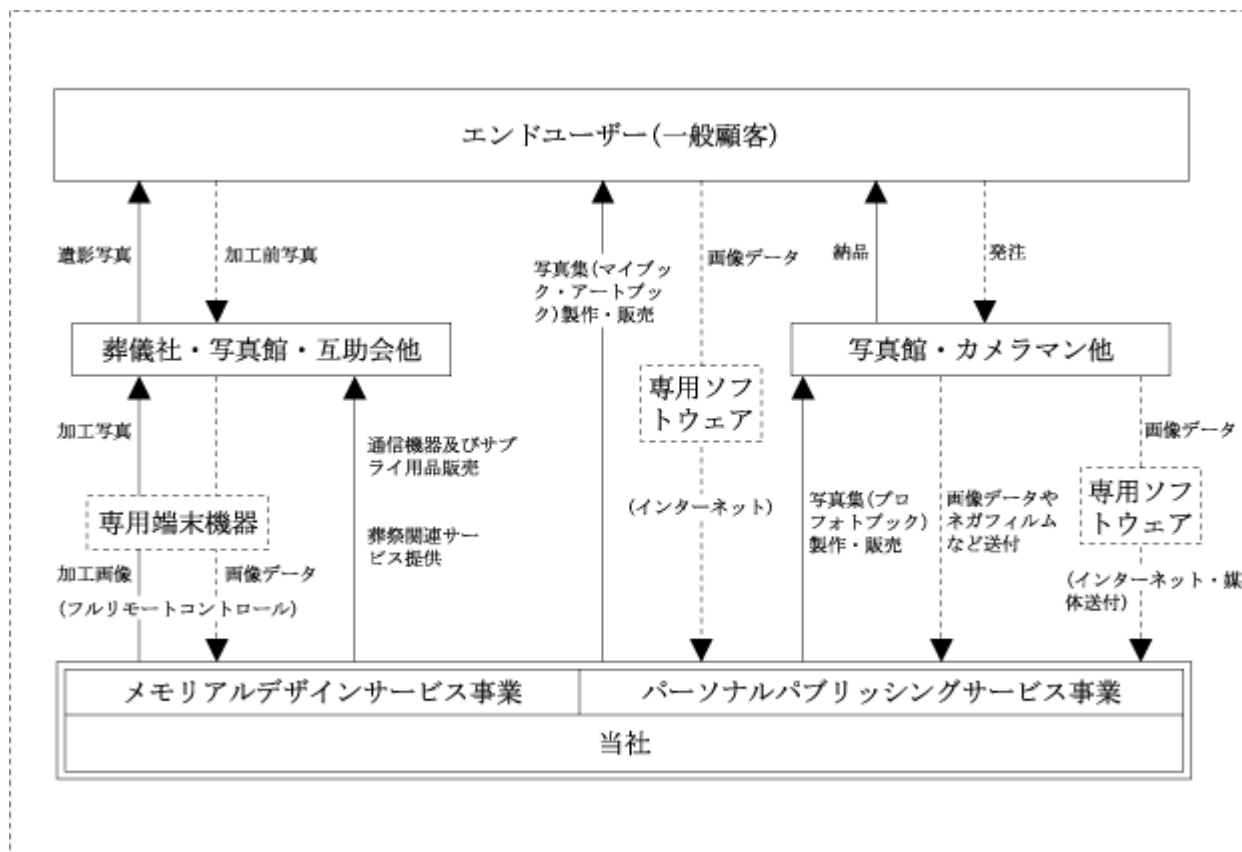 エンドユーザー(一般顧客)
遺影写真
加工前写真
写真集(マイブッ
ク・アートブッ
ク)製作・販売
画像データ
納品
発注
葬儀社・写真館・互助会他
写真館・カメラマン他
専用ソフ
トウェア
加工写真
通信機器及びサプ
ライ用品販売
画像データ
専用端末機器
葬祭関連サー
ビス提供
(インターネット)
写真集(プロ
フォトブック)
製作・販売
画像データや
ネガフィルム
など送付
専用ソフ
トウェア
加工画像
画像データ
(フルリモートコントロール)
(インターネット・媒
体送付)
メモリアルデザインサービス事業
パーソナルパブリッシングサービス事業
当社